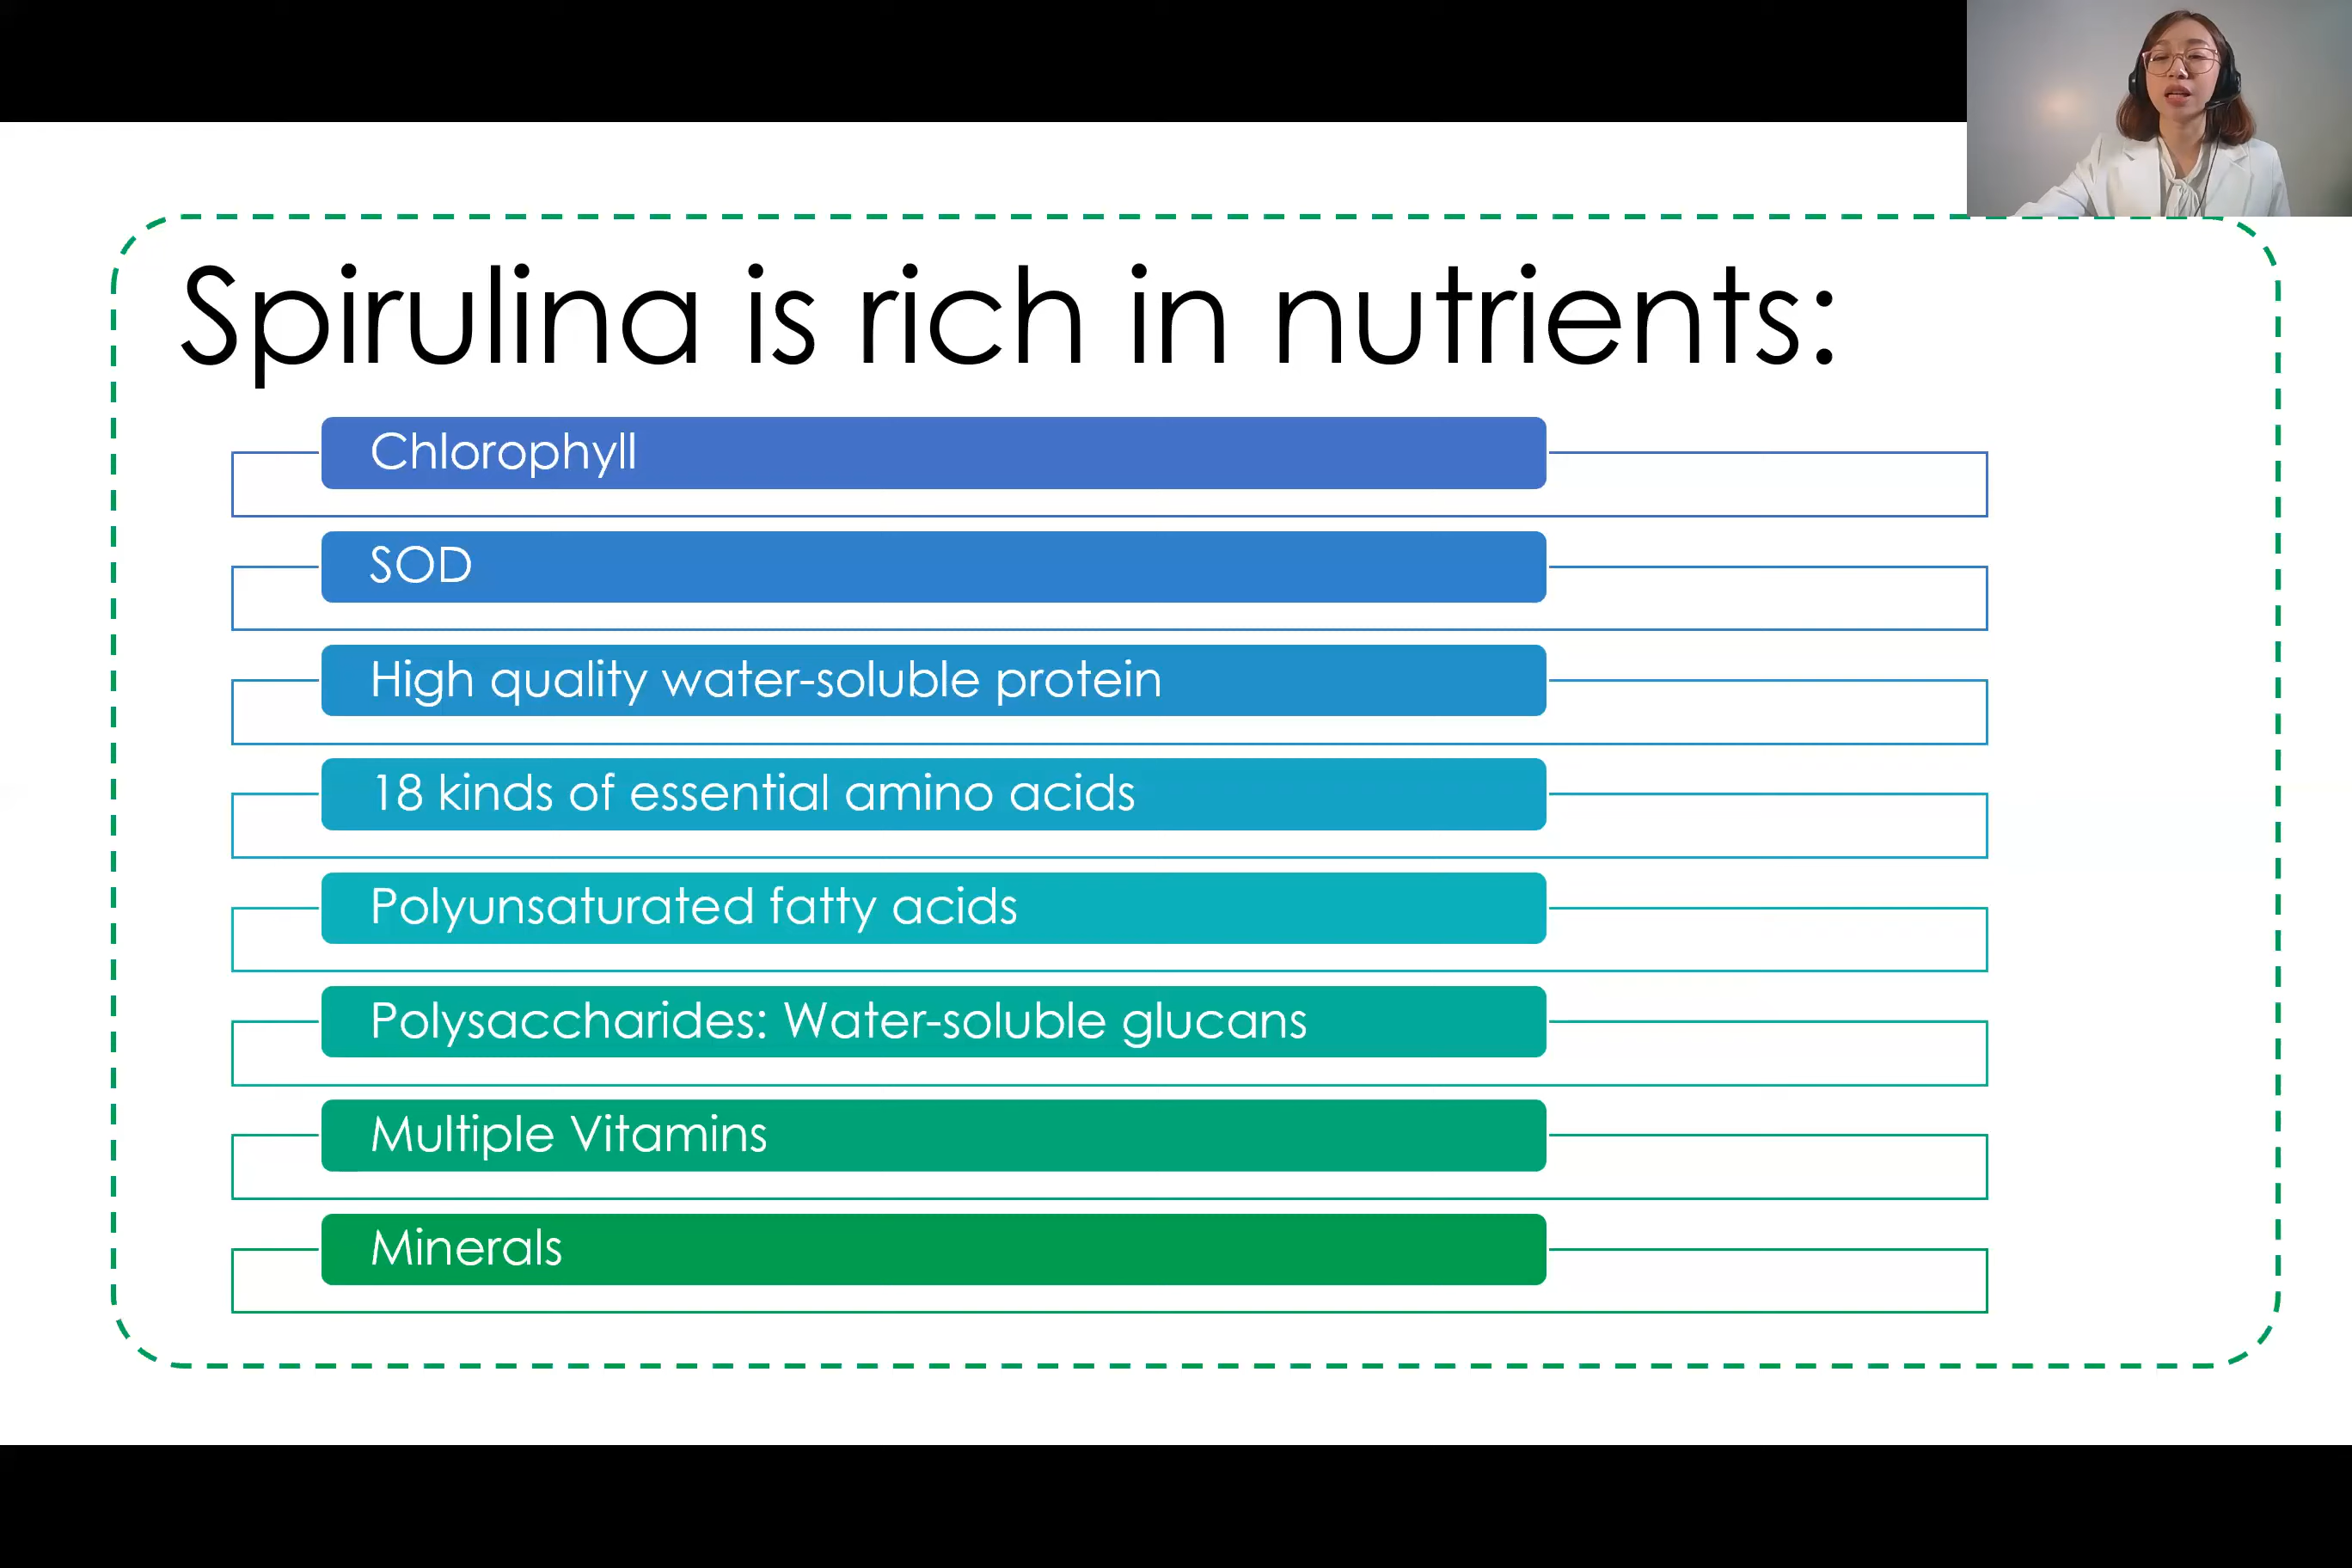 Spirulina is rich in nutrients:
Chlorophyll
SOD
High quality water-soluble protein
18 kinds of essential amino acids
Polyunsaturated fatty acids
Polysaccharides: Water-soluble glucans
Multiple Vitamins
Minerals